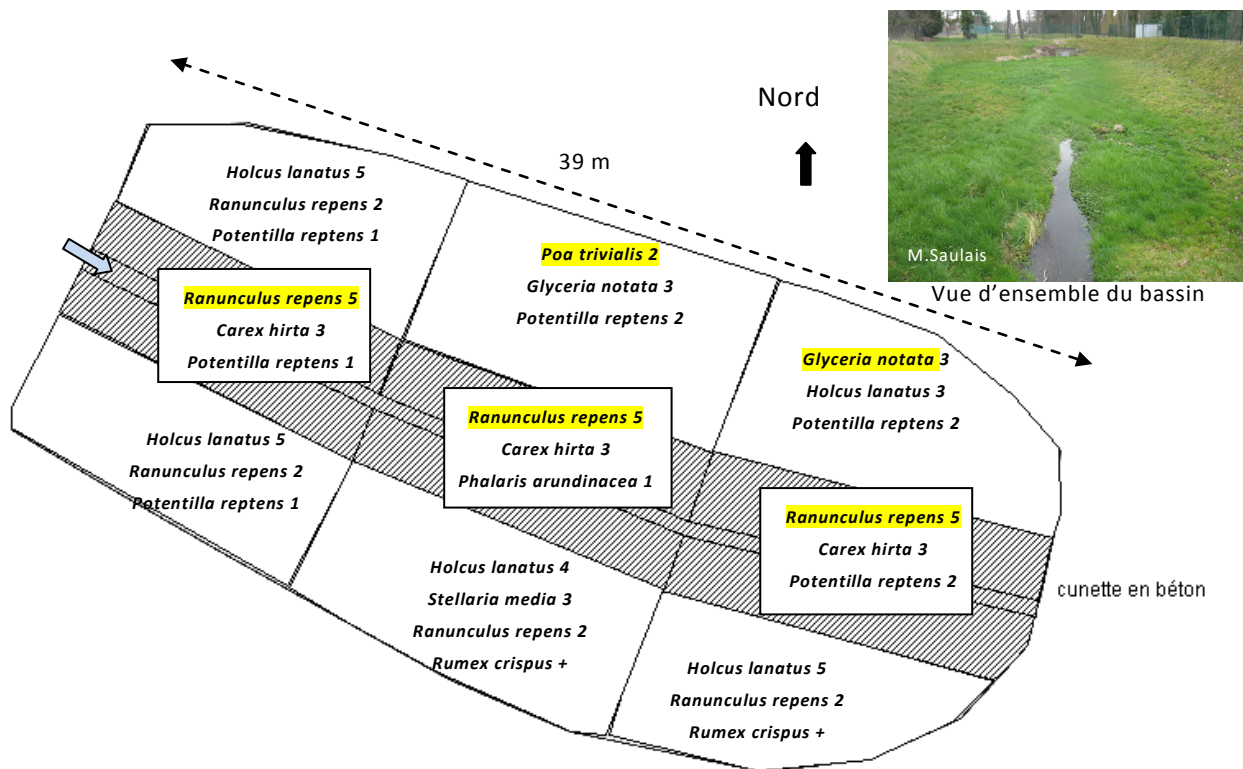 Nord
39 m
M.Saulais
Vue d'ensemble du bassin
Holcus lanatus 5
Ranunculus repens 2
Potentilla reptens 1
Poa trivialis 2
Glyceria notata 3
Potentilla reptens 2
Glyceria notata 3
Holcus lanatus 3
Potentilla reptens 2
Ranunculus repens 5
Carex hirta 3
Potentilla reptens 1
Ranunculus repens 5
Carex hirta 3
Phalaris arundinacea 1
Ranunculus repens 5
Carex hirta 3
Potentilla reptens 2
cunette en béton
Holcus lanatus 5
Ranunculus repens 2
Potentilla reptens 1
Holcus lanatus 4
Stellaria media 3
Ranunculus repens 2
Rumex crispus +
Holcus lanatus 5
Ranunculus repens 2
Rumex crispus +